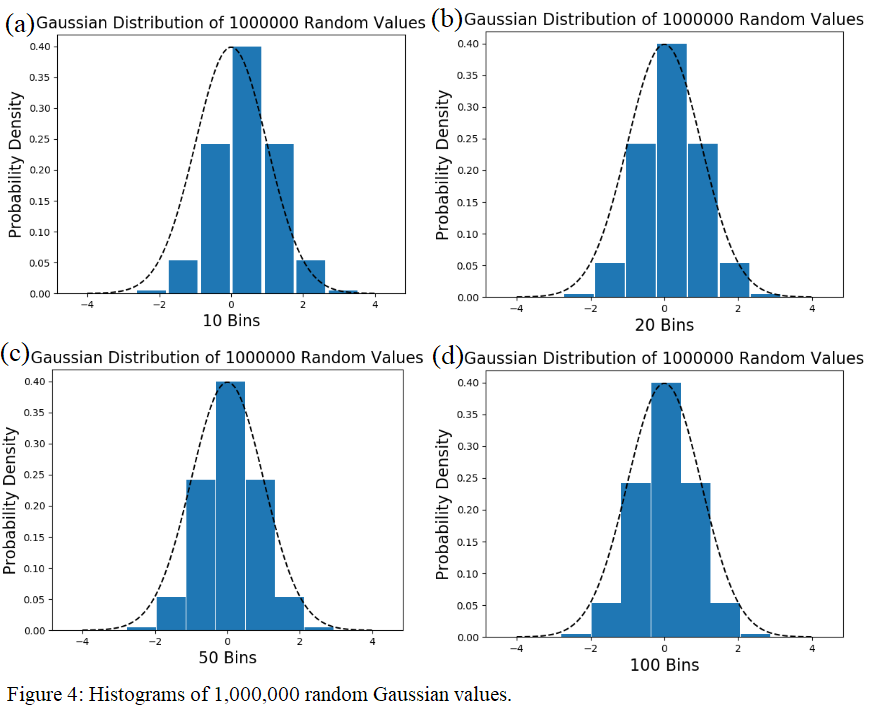 (a) Gaussian Distribution of 1000000 Random Values
Probability Density
0.40
0.35
0.30
0.25
0.20
0.15
0.10
0.05
0.00
−4 −2 0 2 4
10 Bins
(b) Gaussian Distribution of 1000000 Random Values
Probability Density
0.40
0.35
0.30
0.25
0.20
0.15
0.10
0.05
0.00
−4 −2 0 2 4
20 Bins
(c) Gaussian Distribution of 1000000 Random Values
Probability Density
0.40
0.35
0.30
0.25
0.20
0.15
0.10
0.05
0.00
−4 −2 0 2 4
50 Bins
(d) Gaussian Distribution of 1000000 Random Values
Probability Density
0.40
0.35
0.30
0.25
0.20
0.15
0.10
0.05
0.00
−4 −2 0 2 4
100 Bins
Figure 4: Histograms of 1,000,000 random Gaussian values.